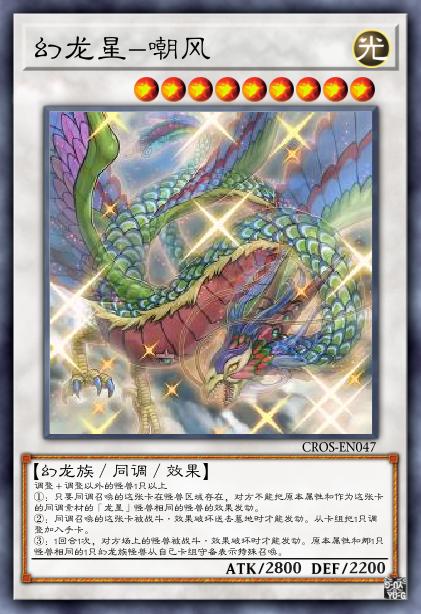 幻龙星-嘲风
光
CROS-EN047
【幻龙族/同调/效果】
调整+调整以外的怪兽1只以上
①:只要同调召唤的这张卡在怪兽区域存在,对方不能把原本属性和作为这张卡
的同调素材的「龙星」怪兽相同的怪兽的效果发动。
②:同调召唤的这张卡被战斗·效果破坏送去墓地时才能发动。从卡组把1只调
整加入手卡。
③:1回合1次,对方场上的怪兽被战斗·效果破坏时才能发动。原本属性和那1只
怪兽相同的1只幻龙族怪兽从自己卡组守备表示特殊召唤。
ATK/2800 DEF/2200